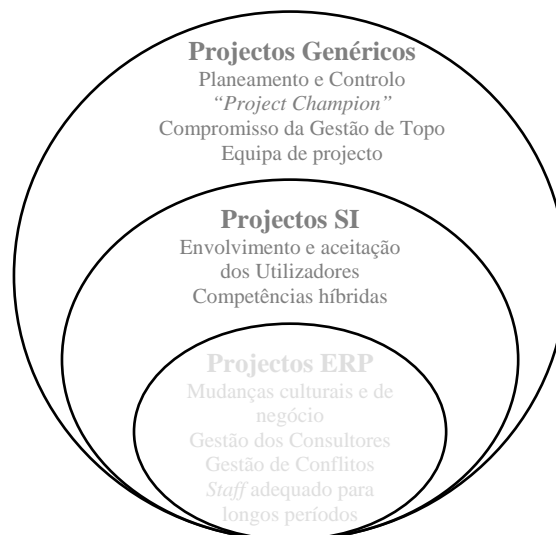 Projectos Genéricos
Planeamento e Controlo
“Project Champion”
Compromisso da Gestão de Topo
Equipa de projecto
Projectos SI
Envolvimento e aceitação
dos Utilizadores
Competências híbridas
Projectos ERP
Mudanças culturais e de
negócio
Gestão dos Consultores
Gestão de Conflitos
Staff adequado para
longos períodos